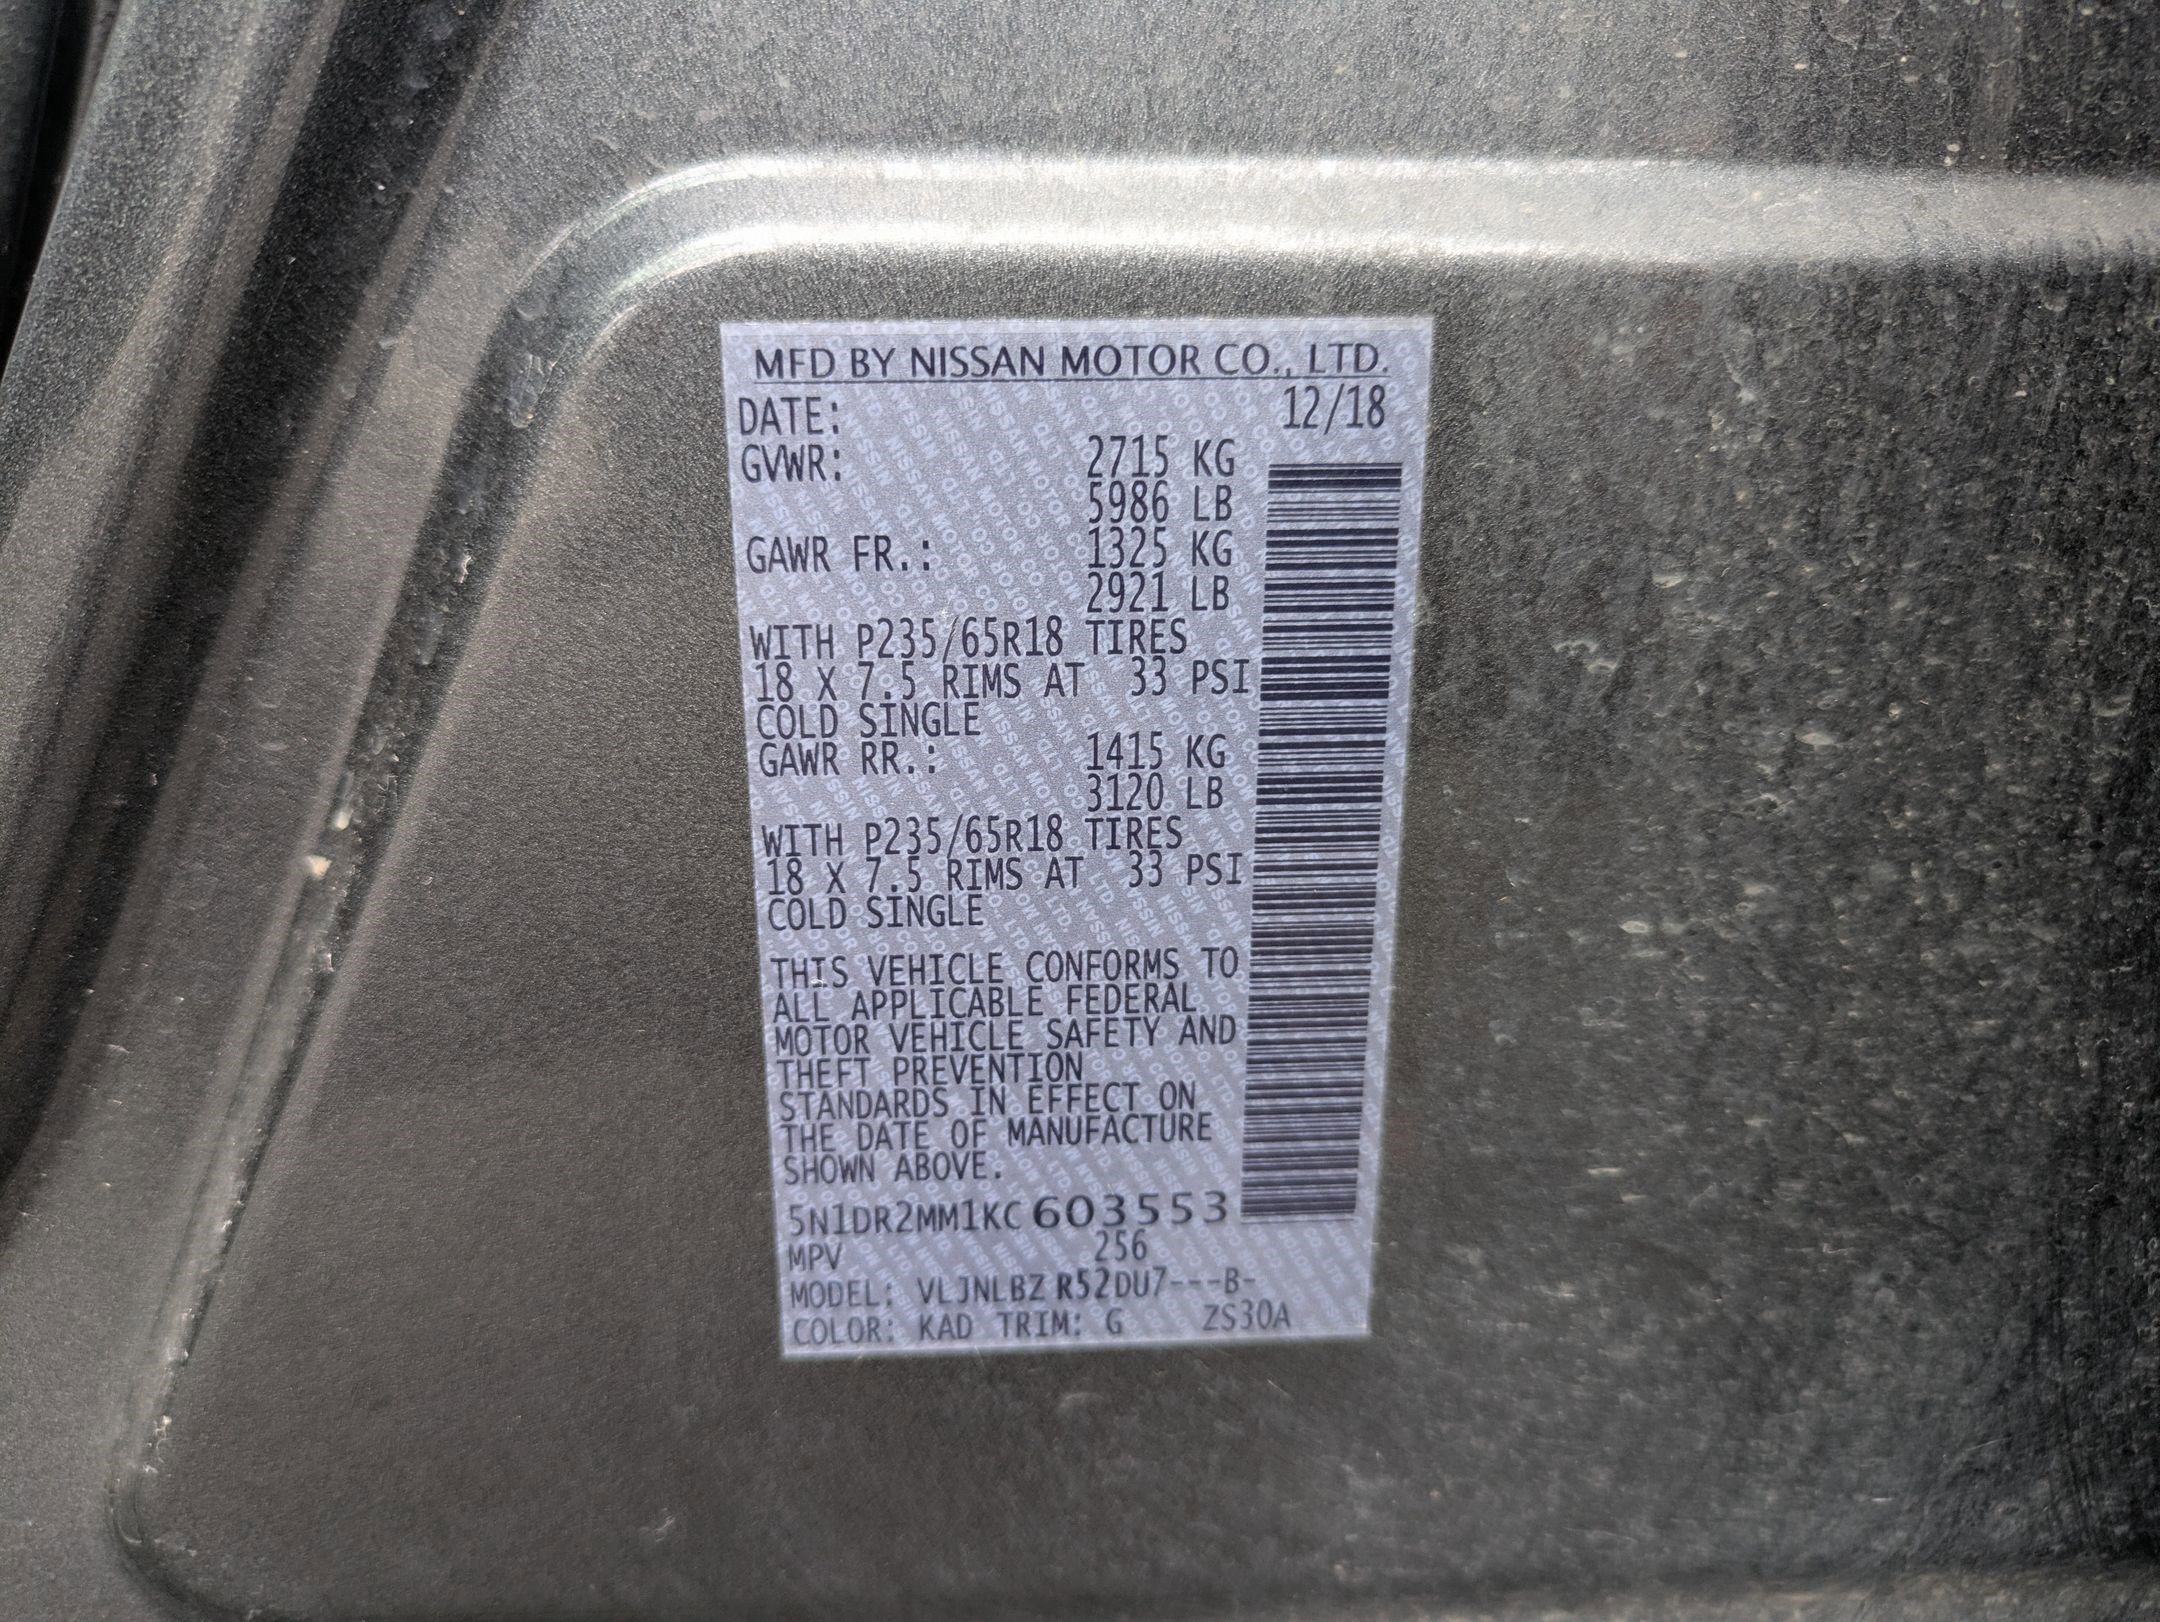 MFD BY NISSAN MOTOR CO., LTD.
DATE: 12/18
GVWR: 2715 KG
5986 LB
GAWR FR.: 1325 KG
2921 LB
WITH P235/65R18 TIRES
18 X 7.5 RIMS AT 33 PSI
COLD SINGLE
GAWR RR.: 1415 KG
3120 LB
WITH P235/65R18 TIRES
18 X 7.5 RIMS AT 33 PSI
COLD SINGLE
THIS VEHICLE CONFORMS TO
ALL APPLICABLE FEDERAL
MOTOR VEHICLE SAFETY AND
THEFT PREVENTION
STANDARDS IN EFFECT ON
THE DATE OF MANUFACTURE
SHOWN ABOVE.
5N1DR2MM1KC603553
MPV 256
MODEL: VLJNLBZ R52DU7---B-
COLOR: KAD TRIM: G ZS30A